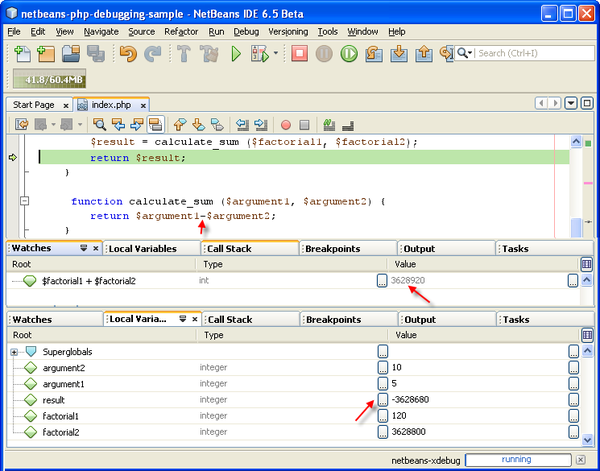 netbeans-php-debugging-sample - NetBeans IDE 6.5 Beta
File Edit View Navigate Source Refactor Run Debug Versioning Tools Window Help
Search (Ctrl+I)
41.8/60.4MB
Start Page index.php
$result = calculate_sum ($factorial1, $factorial2);
return $result;
}
function calculate_sum ($argument1, $argument2) {
return $argument1-$argument2;
}
Watches Local Variables Call Stack Breakpoints Output Tasks
Root Type Value
$factorial1 + $factorial2 int ... 3628920 ...
Watches Local Varia... Call Stack Breakpoints Output Tasks
Root Type Value
Superglobals ... ...
argument2 integer ... 10 ...
argument1 integer ... 5 ...
result integer ... -3628680 ...
factorial1 integer ... 120 ...
factorial2 integer ... 3628800 ...
netbeans-xdebug running